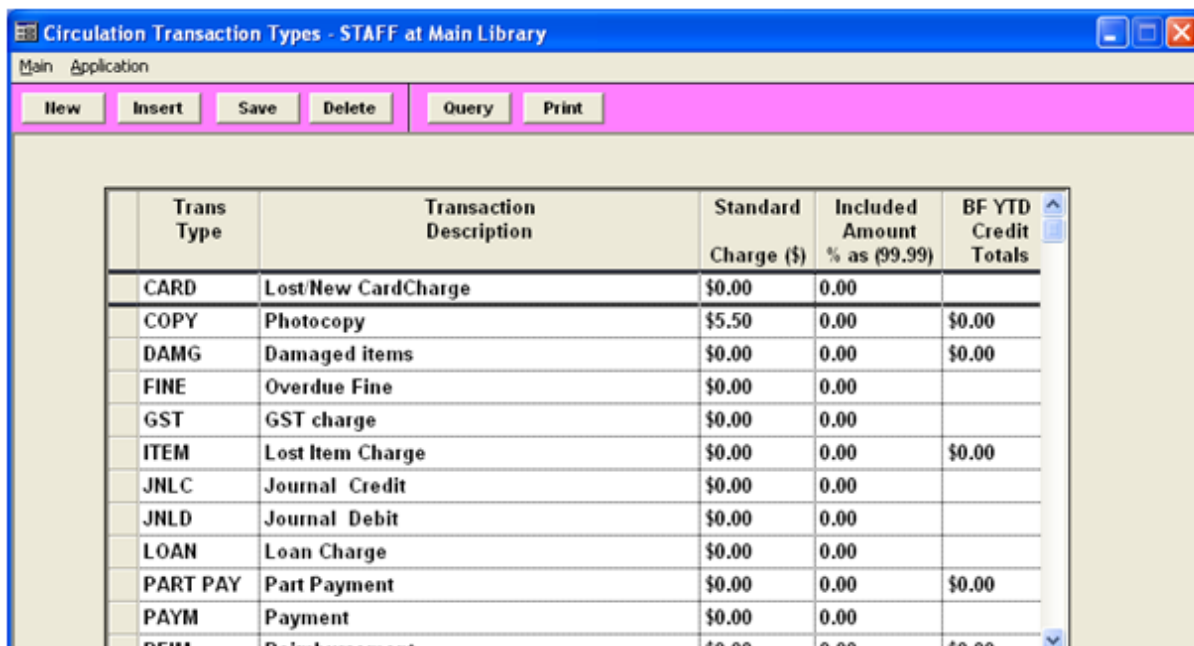 Circulation Transaction Types - STAFF at Main Library
Main Application
New Insert Save Delete Query Print
Trans Type Transaction Description Standard Charge ($) Included Amount % as (99.99) BF YTD Credit Totals
CARD Lost/New CardCharge $0.00 0.00
COPY Photocopy $5.50 0.00 $0.00
DAMG Damaged items $0.00 0.00 $0.00
FINE Overdue Fine $0.00 0.00
GST GST charge $0.00 0.00
ITEM Lost Item Charge $0.00 0.00 $0.00
JNLC Journal Credit $0.00 0.00
JNLD Journal Debit $0.00 0.00
LOAN Loan Charge $0.00 0.00
PART PAY Part Payment $0.00 0.00 $0.00
PAYM Payment $0.00 0.00